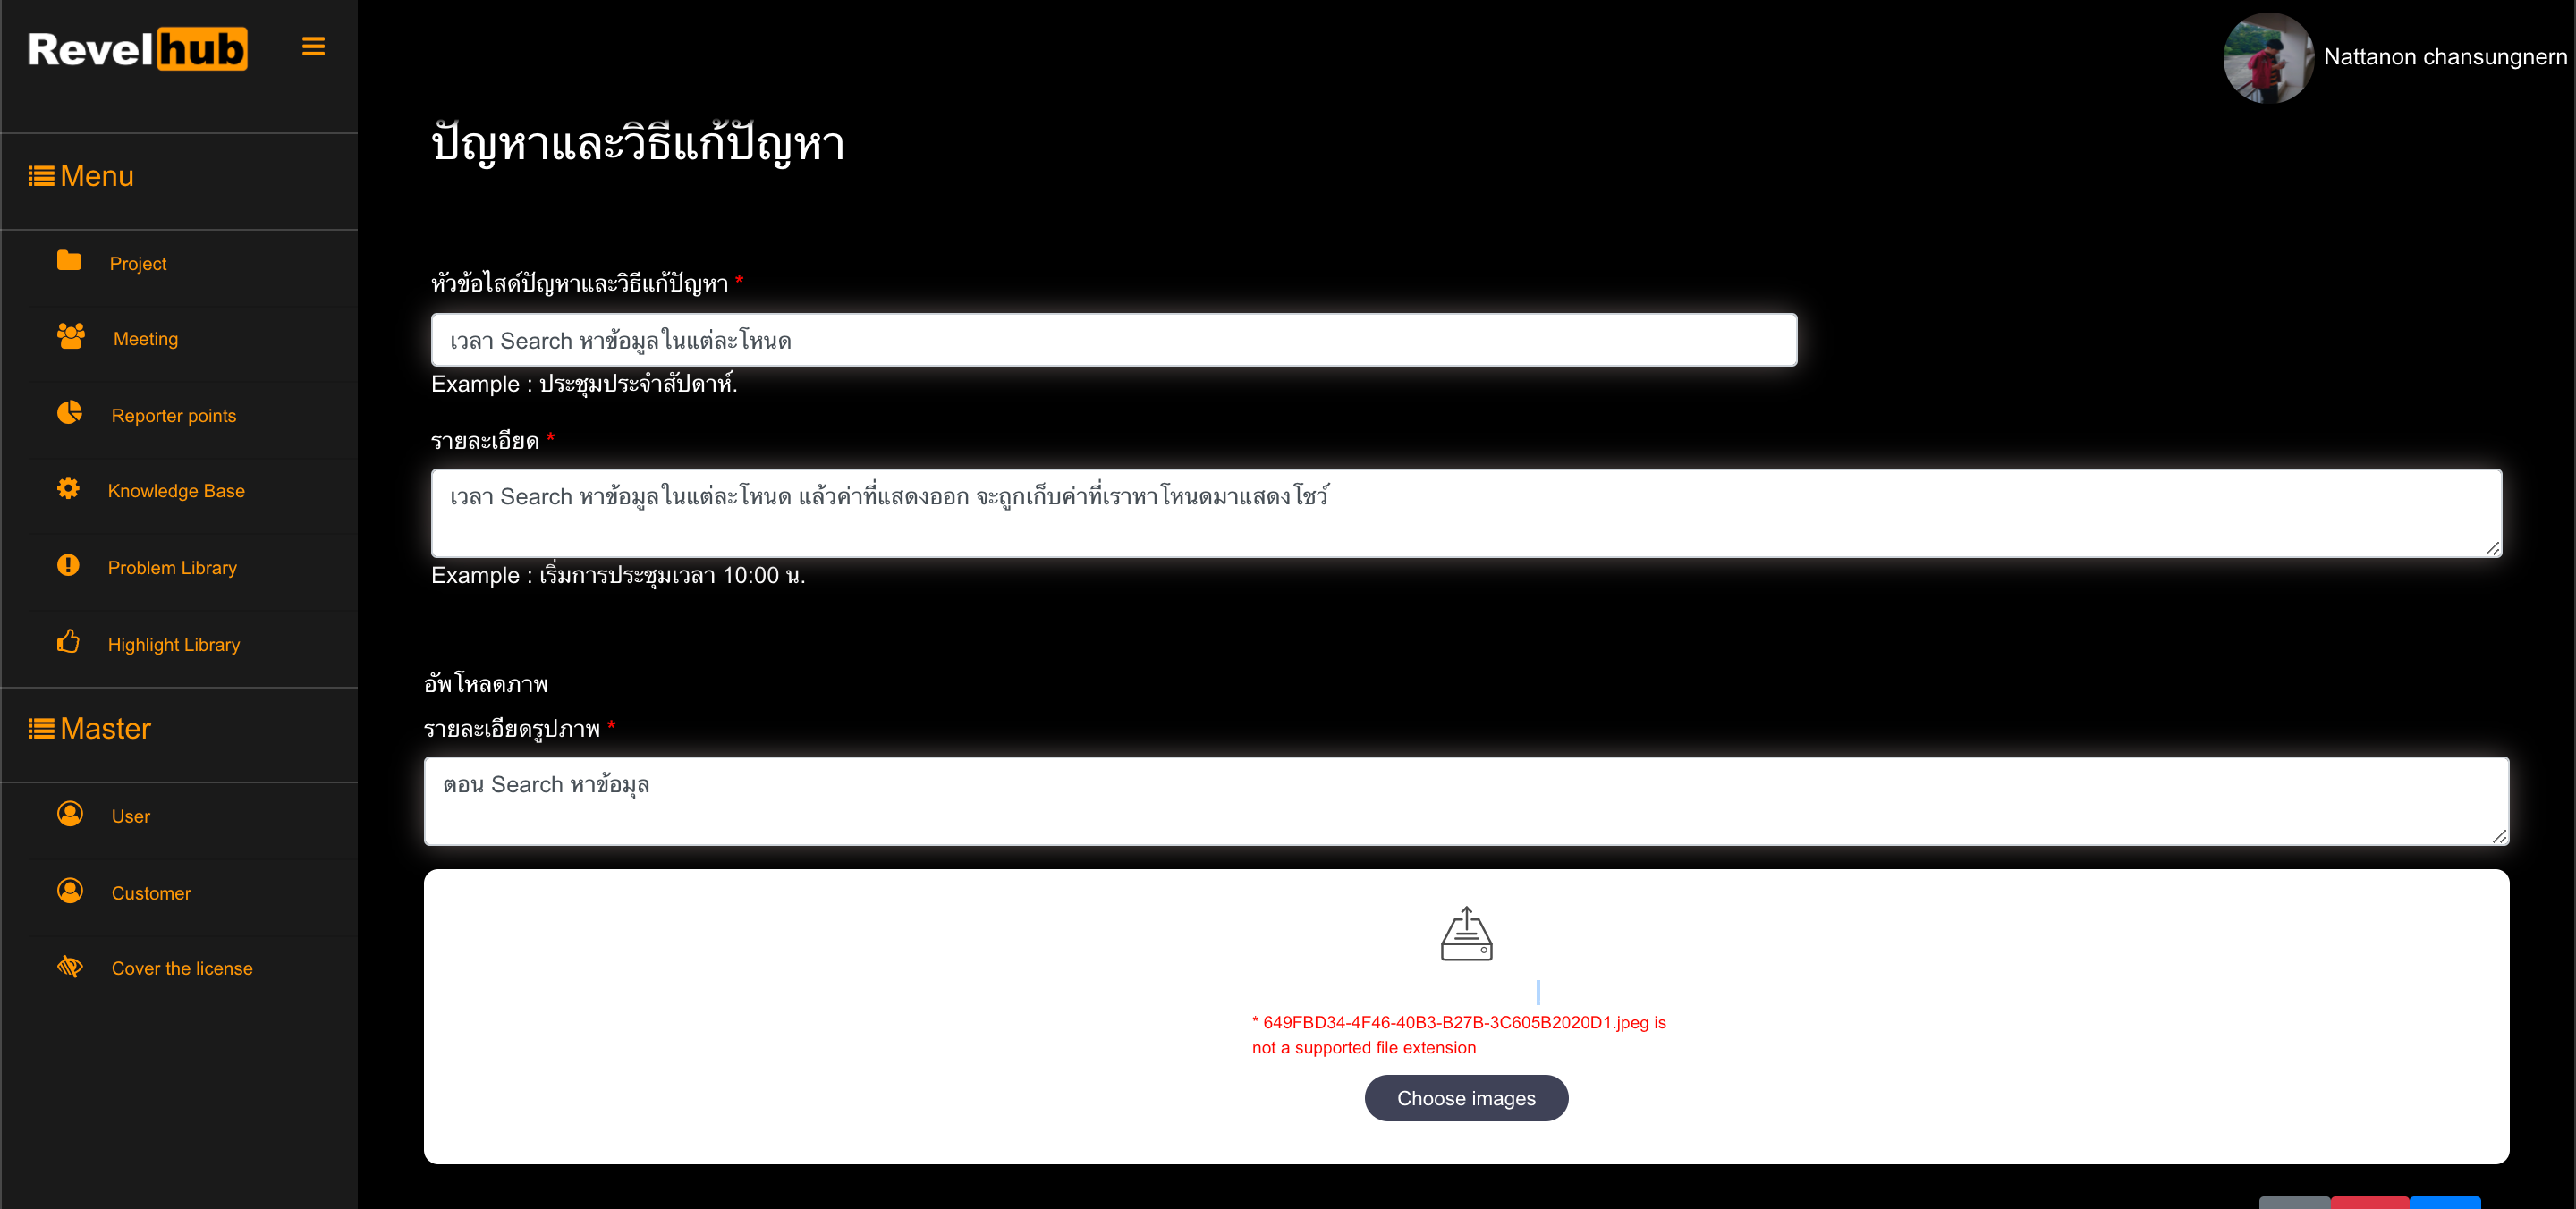 Revelhub
Nattanon chansungnern
Menu
Project
Meeting
Reporter points
Knowledge Base
Problem Library
Highlight Library
Master
User
Customer
Cover the license
ปัญหาและวิธีแก้ปัญหา
หัวข้อไสด์ปัญหาและวิธีแก้ปัญหา *
เวลา Search หาข้อมูลในแต่ละโหนด
Example : ประชุมประจำสัปดาห์.
รายละเอียด *
เวลา Search หาข้อมูลในแต่ละโหนด แล้วค่าที่แสดงออก จะถูกเก็บค่าที่เราหาโหนดมาแสดงโชว์
Example : เริ่มการประชุมเวลา 10:00 น.
อัพโหลดภาพ
รายละเอียดรูปภาพ *
ตอน Search หาข้อมุล
* 649FBD34-4F46-40B3-B27B-3C605B2020D1.jpeg is
not a supported file extension
Choose images